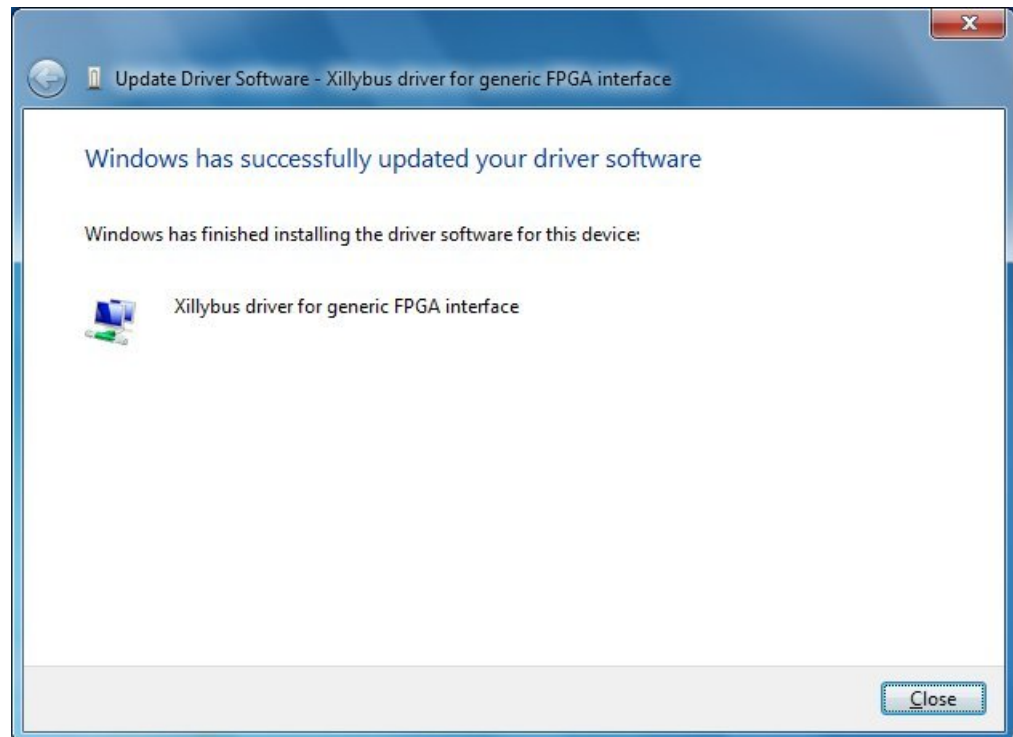 Update Driver Software - Xillybus driver for generic FPGA interface
Windows has successfully updated your driver software
Windows has finished installing the driver software for this device:
Xillybus driver for generic FPGA interface
Close